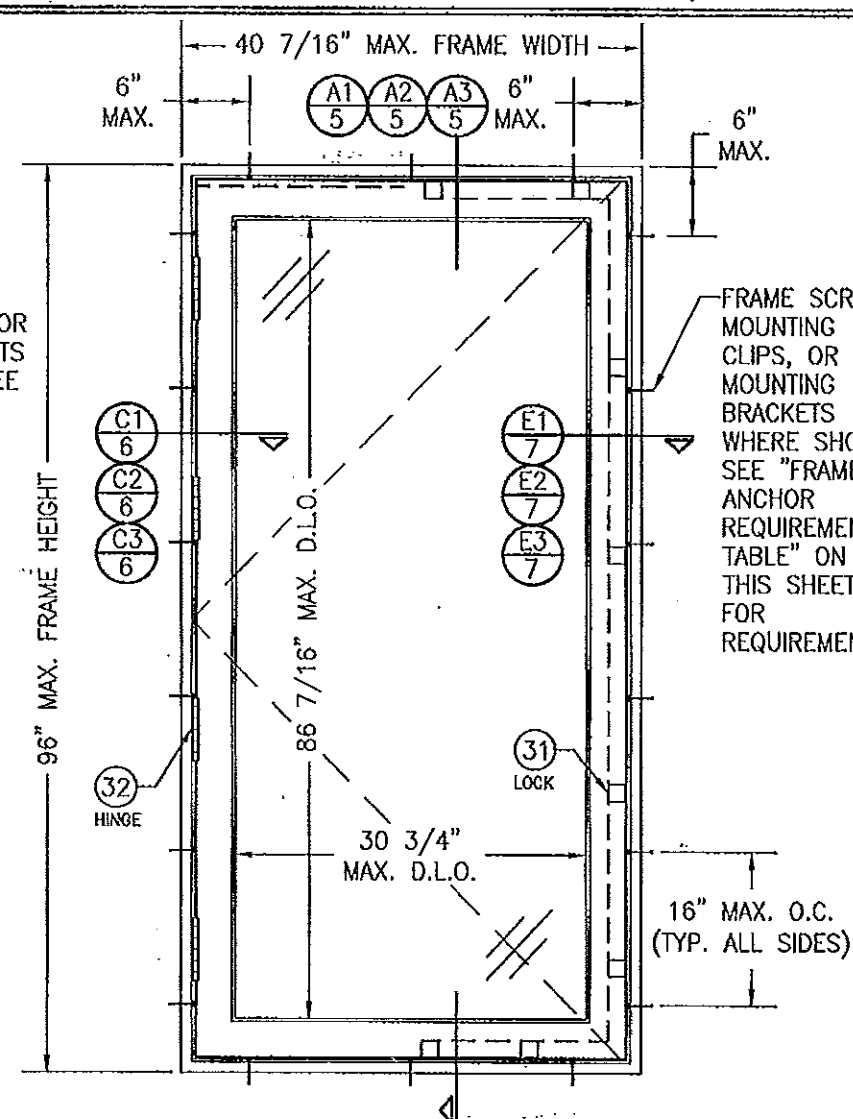 40 7/16" MAX. FRAME WIDTH
6"
MAX.
A1
5
A2
5
A3
5
6"
MAX.
6"
MAX.
OR
TS
EE
FRAME SCR
MOUNTING
CLIPS, OR
MOUNTING
BRACKETS
WHERE SHO
SEE "FRAME
ANCHOR
REQUIREMEN
TABLE" ON
THIS SHEET
FOR
REQUIREMEN
C1
6
C2
6
C3
6
E1
7
E2
7
E3
7
96" MAX. FRAME HEIGHT
86 7/16" MAX. D.L.O.
32
HINGE
31
LOCK
30 3/4"
MAX. D.L.O.
16" MAX. O.C.
(TYP. ALL SIDES)